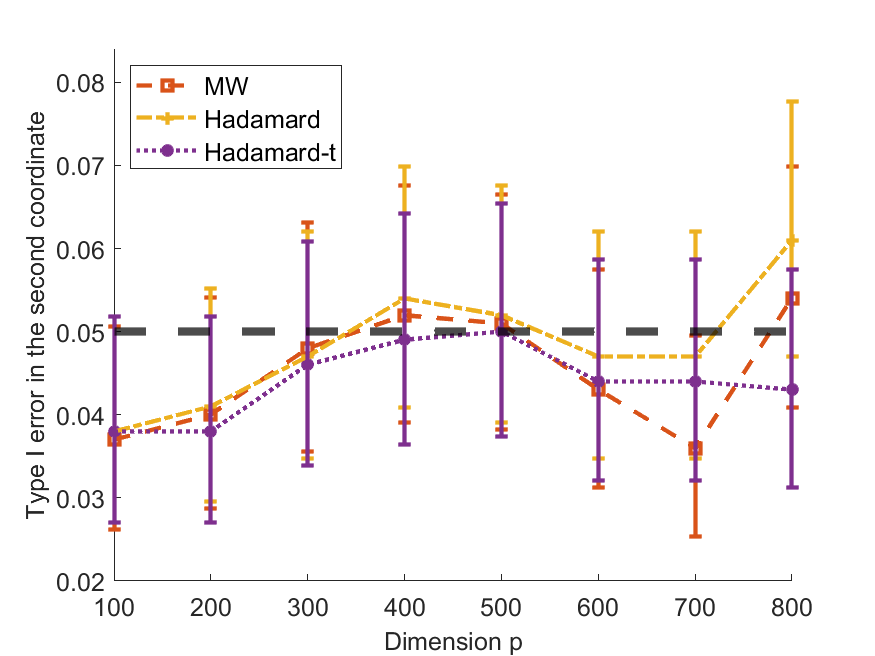 MW
Hadamard
Hadamard-t
Type I error in the second coordinate
0.08
0.07
0.06
0.05
0.04
0.03
0.02
100 200 300 400 500 600 700 800
Dimension p